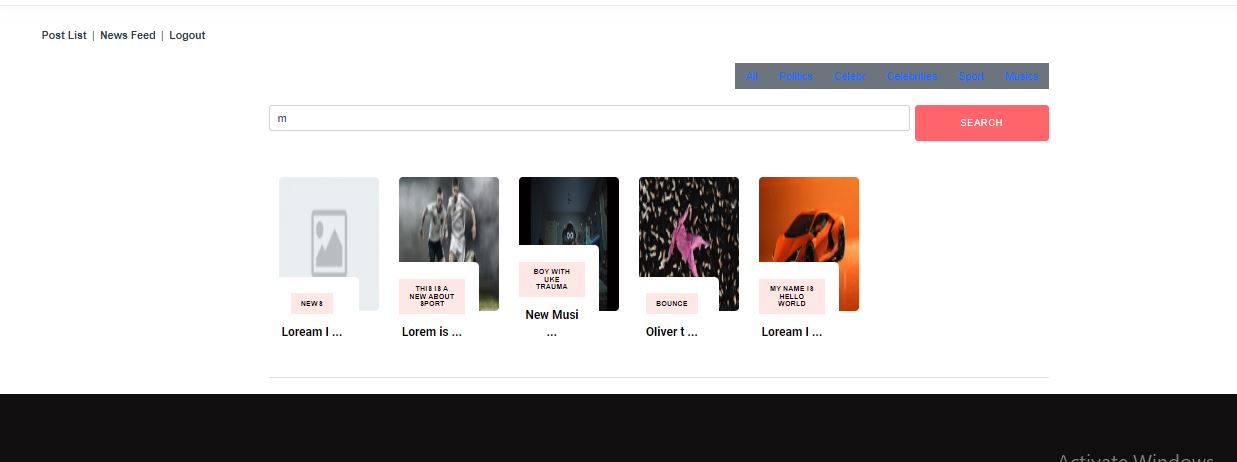 Post List | News Feed | Logout
All Politics Celebr Celebrities Sport Musics
m
SEARCH
NEWS
Loream I ...
THIS IS A
NEW ABOUT
SPORT
Lorem is ...
BOY WITH
UKE
TRAUMA
New Musi
...
BOUNCE
Oliver t ...
MY NAME IS
HELLO
WORLD
Loream I ...
Activate Windows